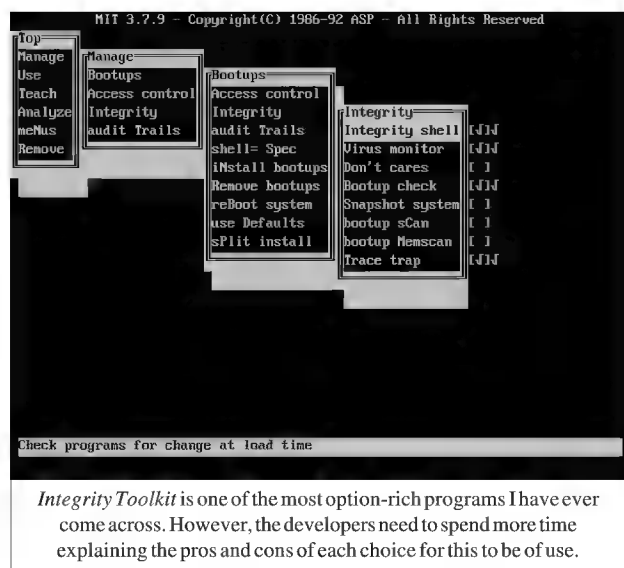 MIT 3.7.9 - Copyright(C) 1986-92 ASP - All Rights Reserved
Top
Manage
Use
Teach
Analyze
meNus
Remove
Manage
Bootups
Access control
Integrity
audit Trails
Bootups
Access control
Integrity
audit Trails
shell= Spec
iNstall bootups
Remove bootups
reBoot system
use Defaults
sPlit install
Integrity
Integrity shell [√]√
Virus monitor [√]√
Don't cares [ ]
Bootup check [√]√
Snapshot system [ ]
bootup sCan [ ]
bootup Memscan [ ]
Trace trap [√]√
Check programs for change at load time
Integrity Toolkit is one of the most option-rich programs I have ever
come across. However, the developers need to spend more time
explaining the pros and cons of each choice for this to be of use.